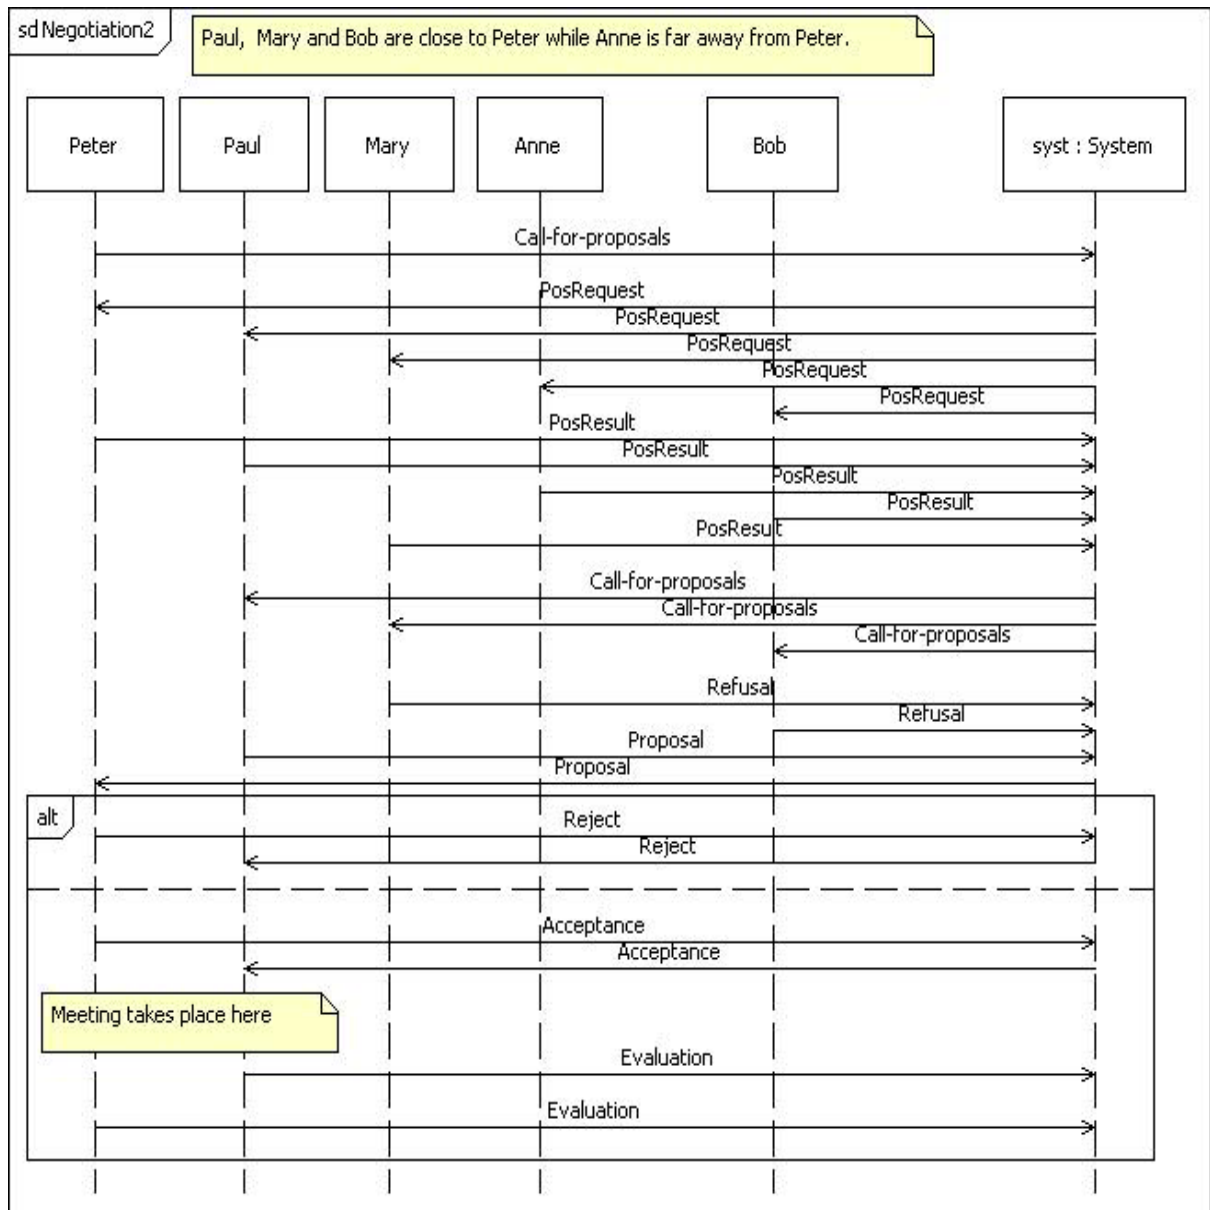 sd Negotiation2
Paul, Mary and Bob are close to Peter while Anne is far away from Peter.
Peter
Paul
Mary
Anne
Bob
syst : System
Call-for-proposals
PosRequest
PosRequest
PosRequest
PosRequest
PosRequest
PosResult
PosResult
PosResult
PosResult
PosResult
Call-for-proposals
Call-for-proposals
Call-for-proposals
Refusal
Refusal
Proposal
Proposal
alt
Reject
Reject
Acceptance
Acceptance
Meeting takes place here
Evaluation
Evaluation